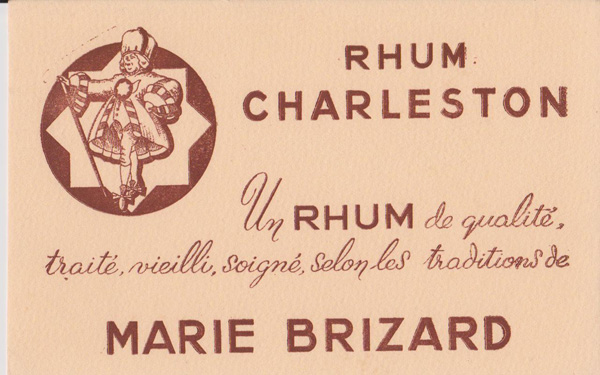 RHUM
CHARLESTON
Un RHUM de qualité,
traité, vieilli, soigné, selon les traditions de
MARIE BRIZARD